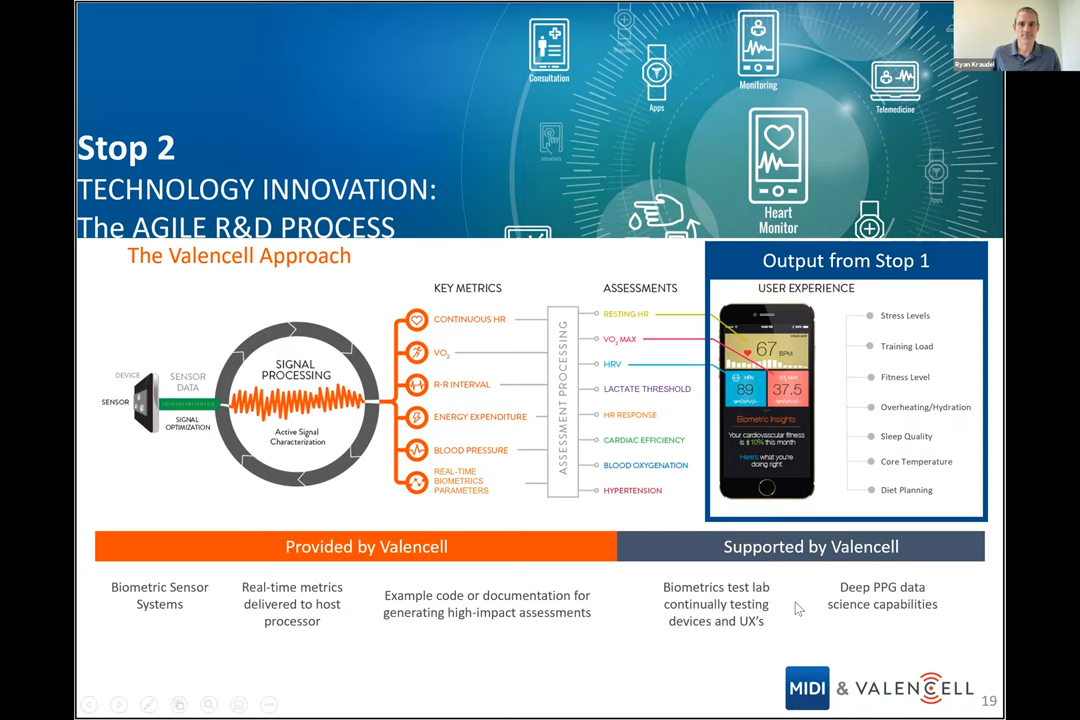 Ryan Kraudel
Consultation
Apps
Monitoring
Telemedicine
Apps
Heart
Monitor
Stop 2
TECHNOLOGY INNOVATION:
The AGILE R&D PROCESS
The Valencell Approach
Output from Stop 1
KEY METRICS
ASSESSMENTS
USER EXPERIENCE
DEVICE
SENSOR
SENSOR
DATA
SIGNAL
OPTIMIZATION
SIGNAL
PROCESSING
Active Signal
Characterization
CONTINUOUS HR
VO2
R-R INTERVAL
ENERGY EXPENDITURE
BLOOD PRESSURE
REAL-TIME
BIOMETRICS
PARAMETERS
ASSESSMENT PROCESSING
RESTING HR
VO2 MAX
HRV
LACTATE THRESHOLD
HR RESPONSE
CARDIAC EFFICIENCY
BLOOD OXYGENATION
HYPERTENSION
67 BPM
HRV
89
VO2 MAX
37.5
Biometric Insights
Your cardiovascular fitness
is 10% this month
Here's what you're
doing right.
Stress Levels
Training Load
Fitness Level
Overheating/Hydration
Sleep Quality
Core Temperature
Diet Planning
Provided by Valencell
Supported by Valencell
Biometric Sensor
Systems
Real-time metrics
delivered to host
processor
Example code or documentation for
generating high-impact assessments
Biometrics test lab
continually testing
devices and UX's
Deep PPG data
science capabilities
MIDI & VALENCELL
19